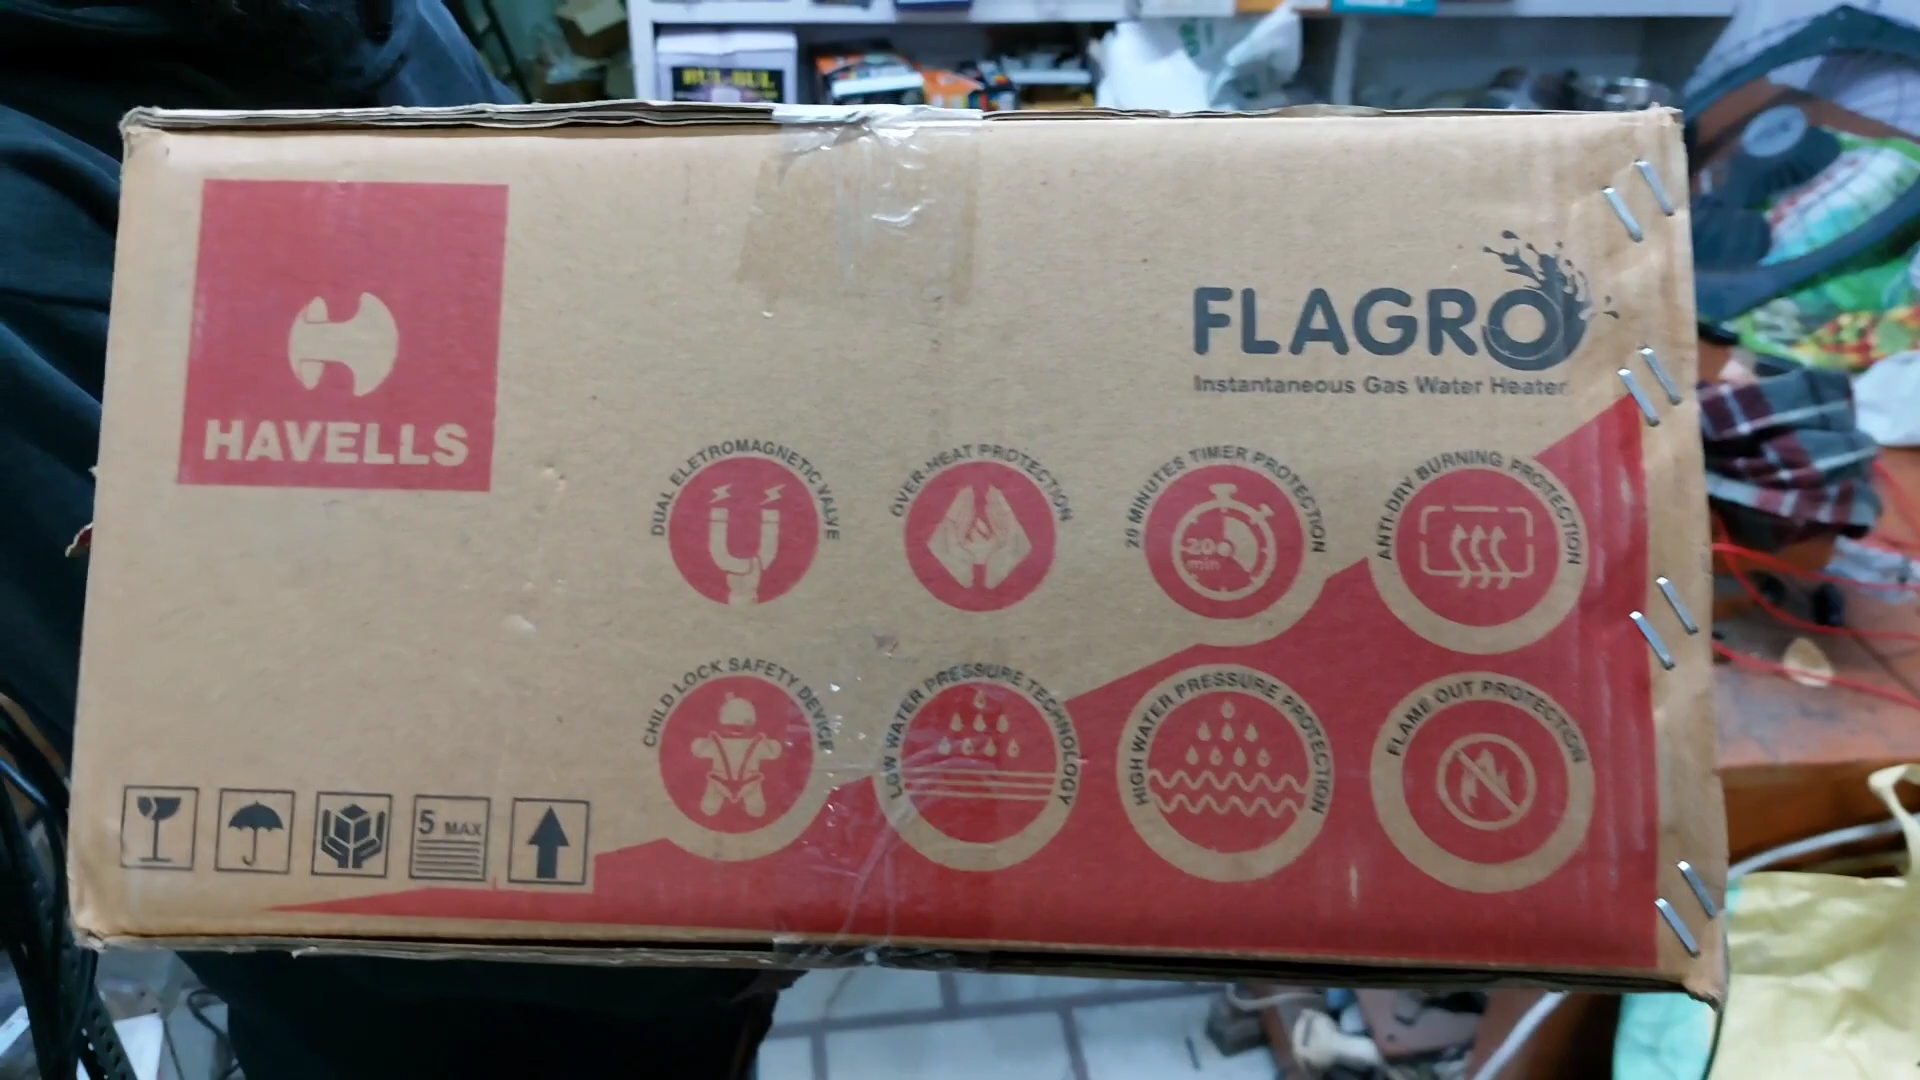 HAVELLS
FLAGRO
Instantaneous Gas Water Heater
DUAL ELETROMAGNETIC VALVE
OVER-HEAT PROTECTION
20 MINUTES TIMER PROTECTION
20 min
ANTI-DRY BURNING PROTECTION
CHILD LOCK SAFETY DEVICE
LOW WATER PRESSURE TECHNOLOGY
HIGH WATER PRESSURE PROTECTION
FLAME OUT PROTECTION
5 MAX